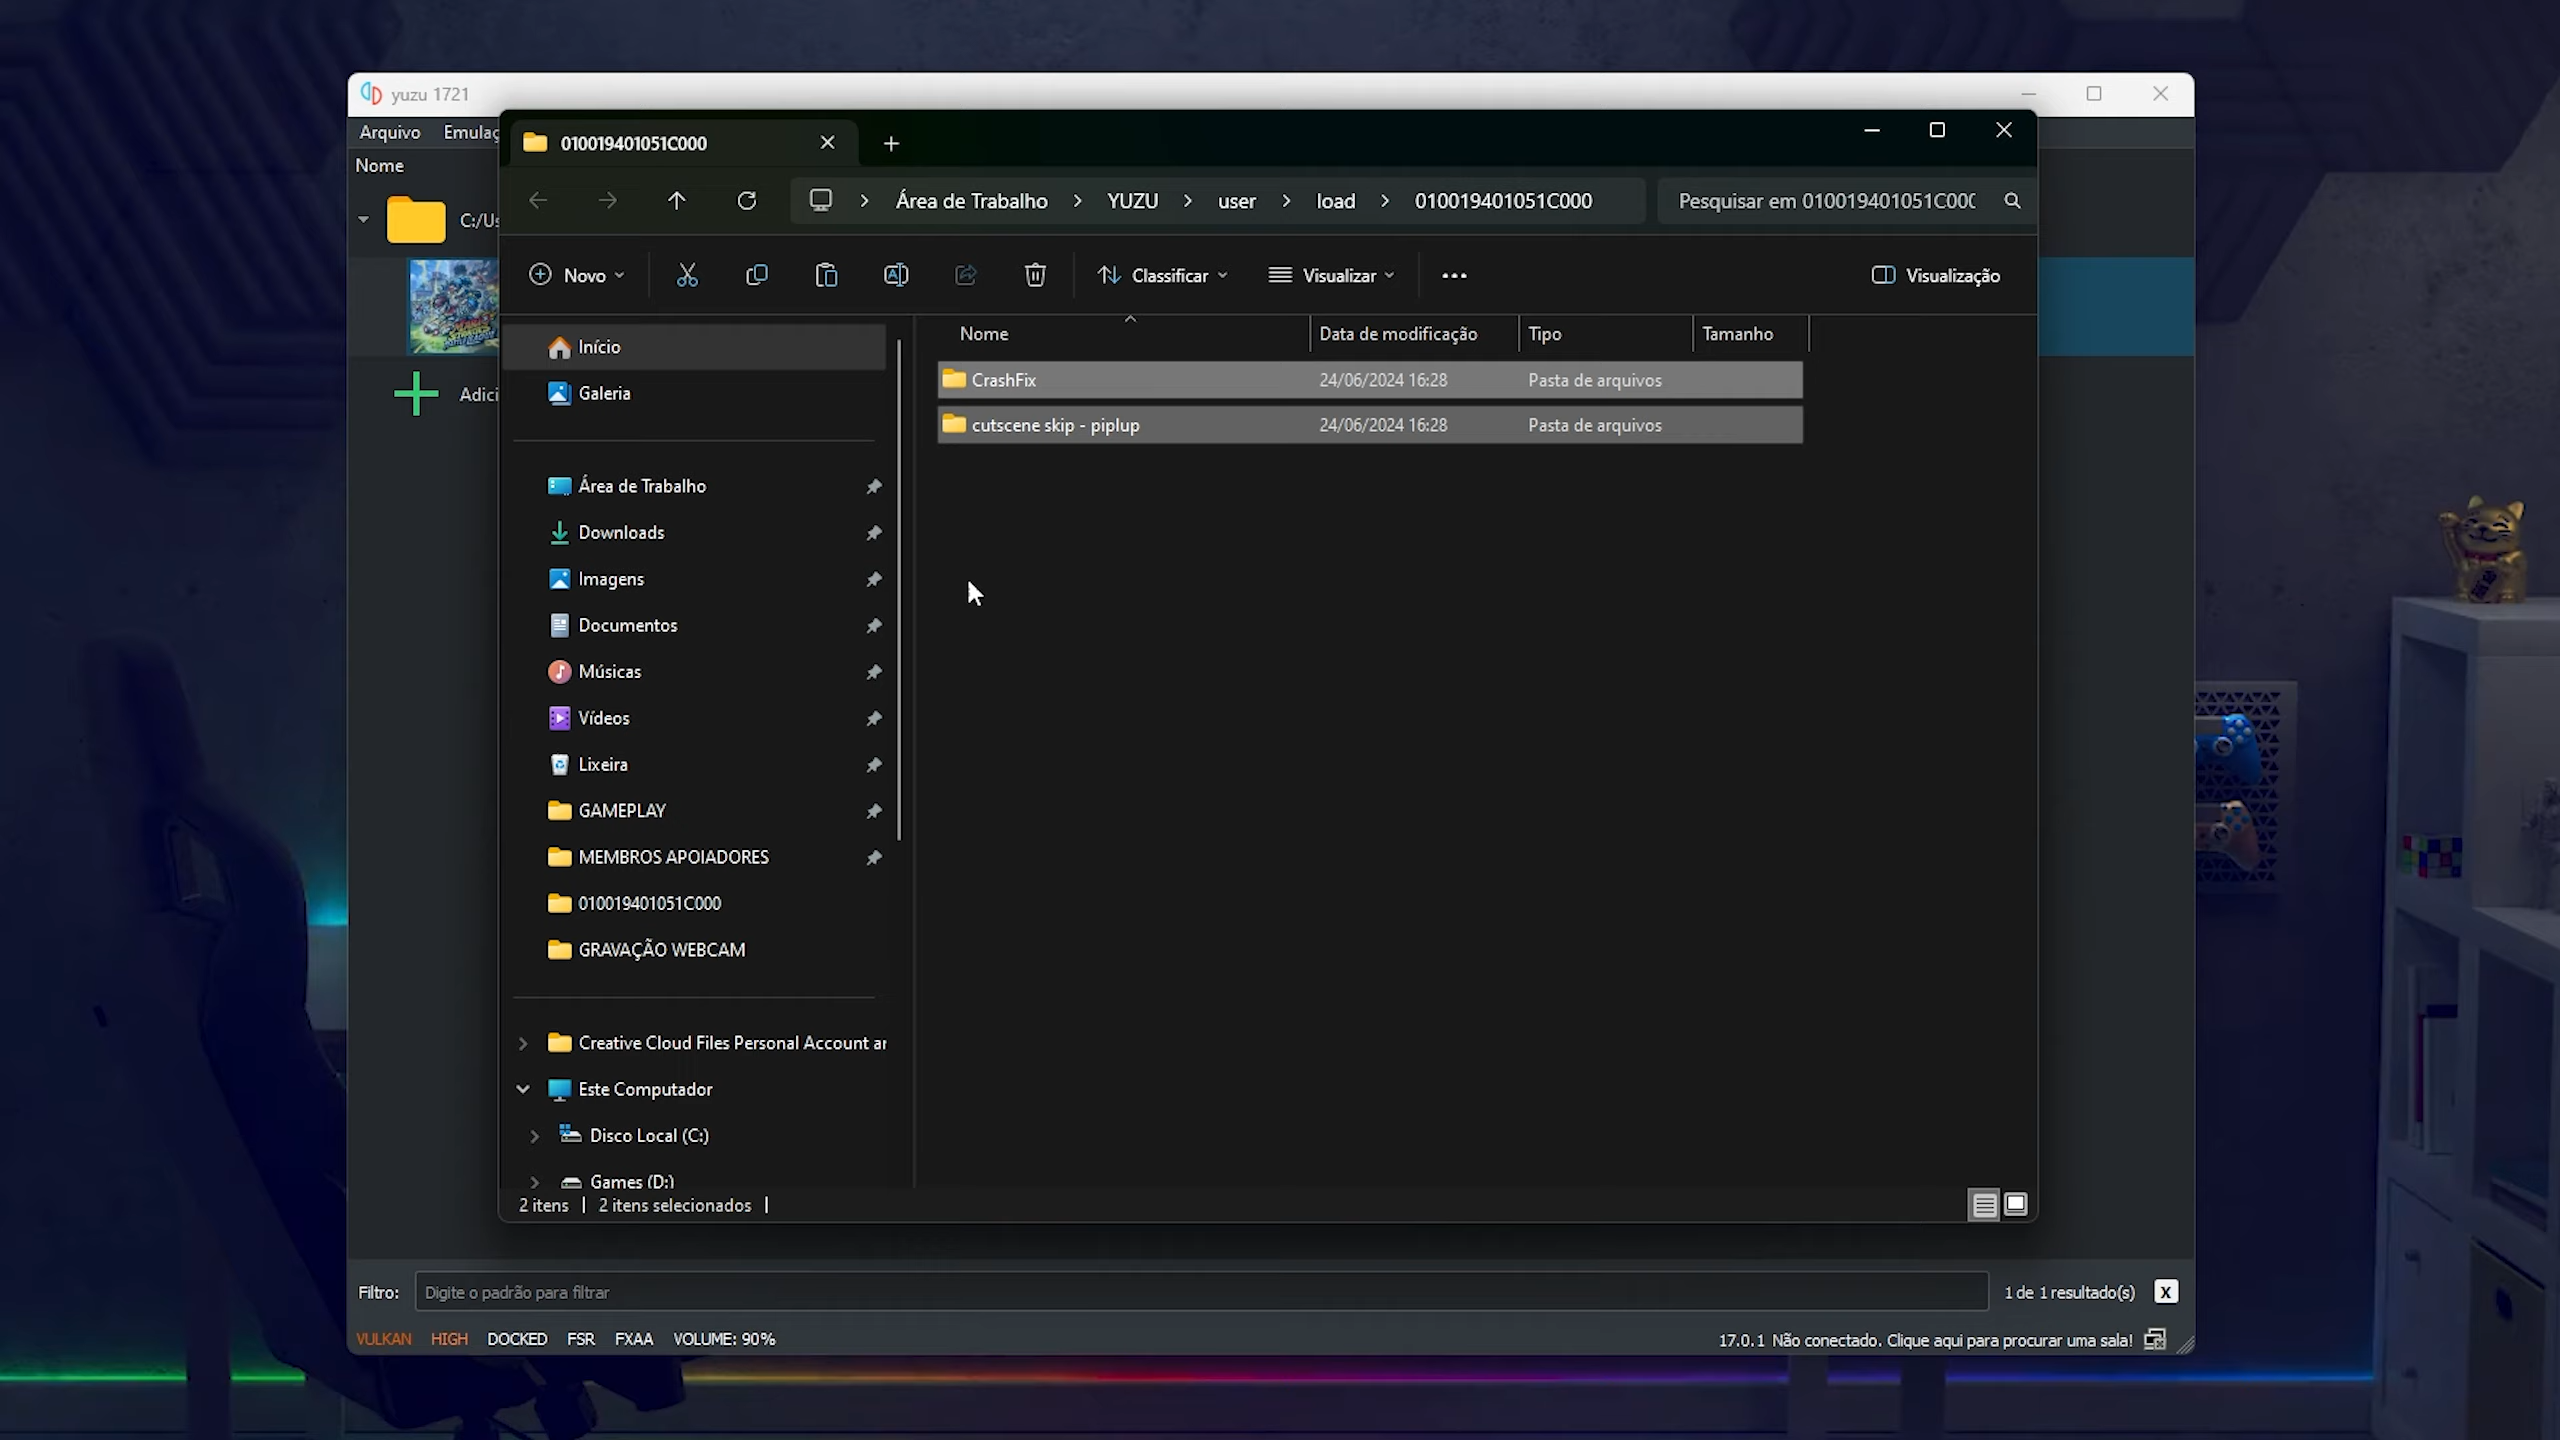 yuzu 1721
Arquivo Emulaç
Nome
C:/Us
Adici
010019401051C000
Área de Trabalho
YUZU
user
load
010019401051C000
Pesquisar em 010019401051C000
Novo
Classificar
Visualizar
Visualização
Início
Galeria
Área de Trabalho
Downloads
Imagens
Documentos
Músicas
Vídeos
Lixeira
GAMEPLAY
MEMBROS APOIADORES
010019401051C000
GRAVAÇÃO WEBCAM
Creative Cloud Files Personal Account ar
Este Computador
Disco Local (C:)
Games (D:)
Nome Data de modificação Tipo Tamanho
CrashFix 24/06/2024 16:28 Pasta de arquivos
cutscene skip - piplup 24/06/2024 16:28 Pasta de arquivos
2 itens 2 itens selecionados
Filtro: Digite o padrão para filtrar 1 de 1 resultado(s) X
VULKAN HIGH DOCKED FSR FXAA VOLUME: 90% 17.0.1 Não conectado. Clique aqui para procurar uma sala!